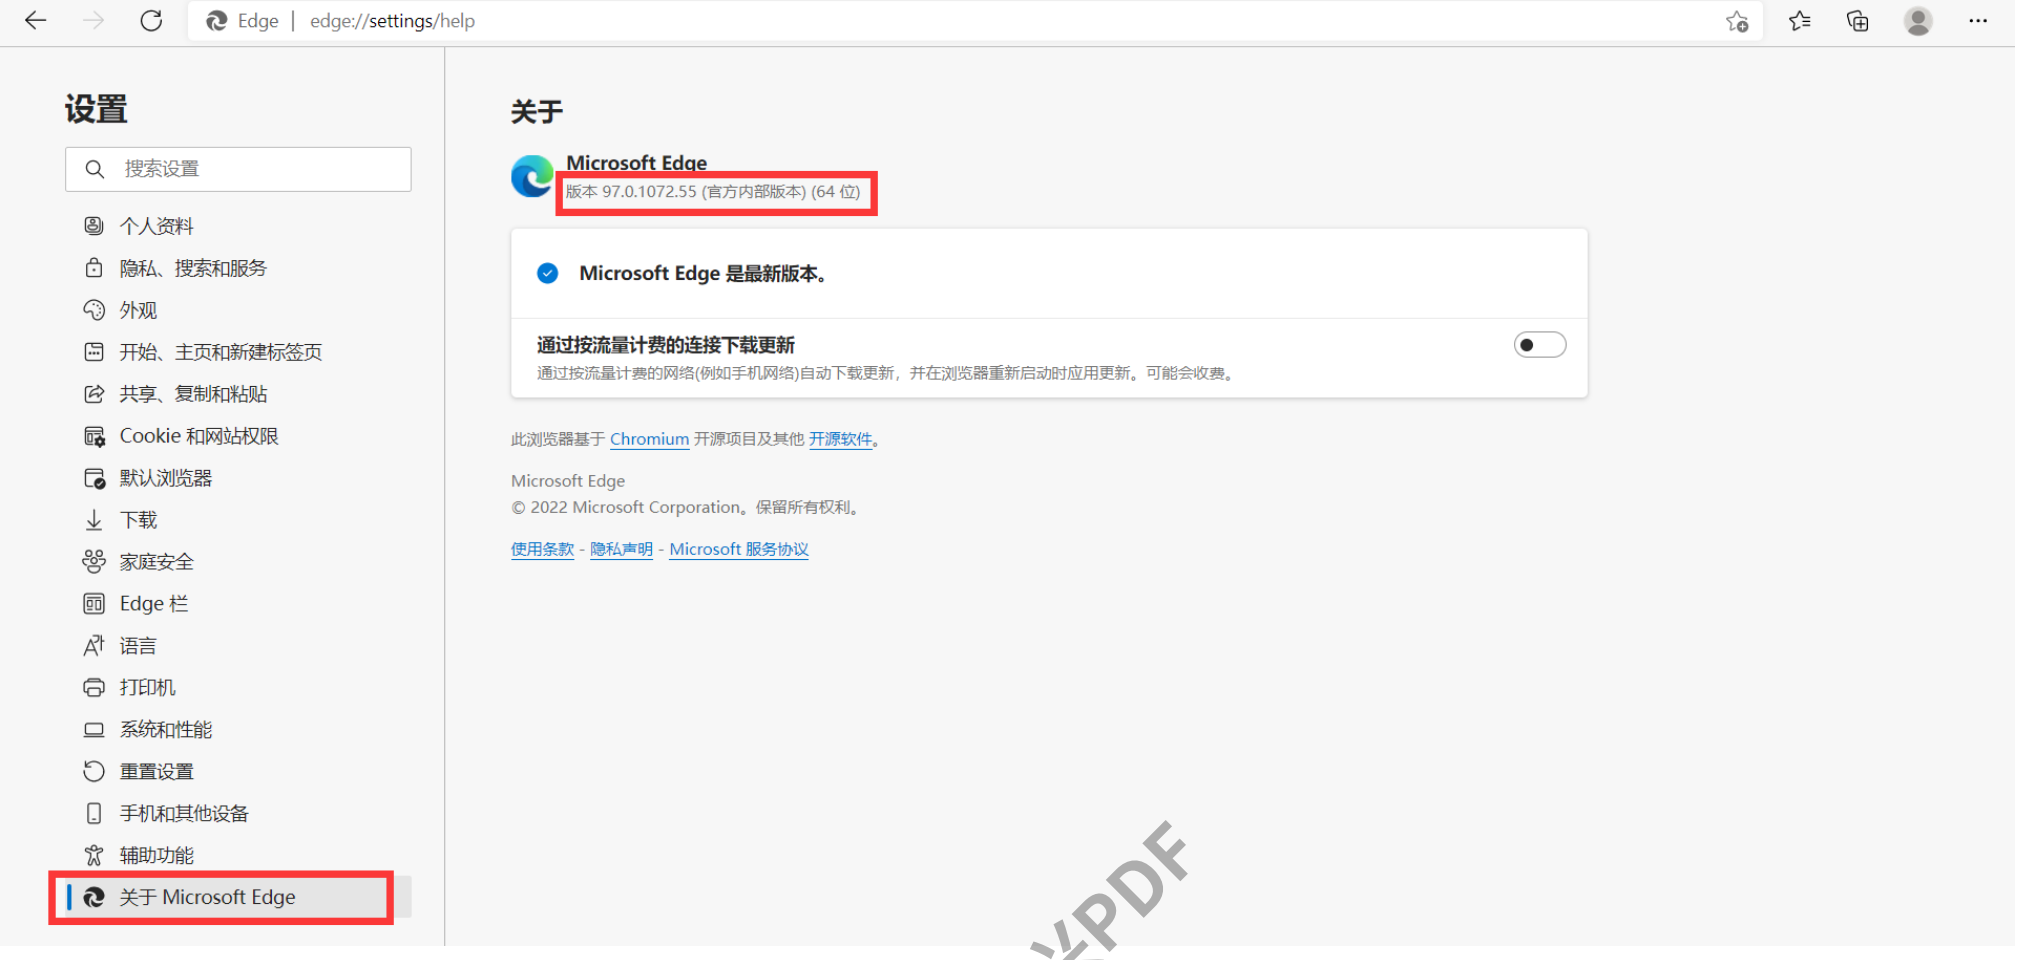 Edge | edge://settings/help
设置
搜索设置
个人资料
隐私、搜索和服务
外观
开始、主页和新建标签页
共享、复制和粘贴
Cookie 和网站权限
默认浏览器
下载
家庭安全
Edge 栏
语言
打印机
系统和性能
重置设置
手机和其他设备
辅助功能
关于 Microsoft Edge
关于
Microsoft Edge
版本 97.0.1072.55 (官方内部版本) (64 位)
Microsoft Edge 是最新版本。
通过按流量计费的连接下载更新
通过按流量计费的网络(例如手机网络)自动下载更新，并在浏览器重新启动时应用更新。可能会收费。
此浏览器基于 Chromium 开源项目及其他 开源软件。
Microsoft Edge
© 2022 Microsoft Corporation。保留所有权利。
使用条款 - 隐私声明 - Microsoft 服务协议
PDF